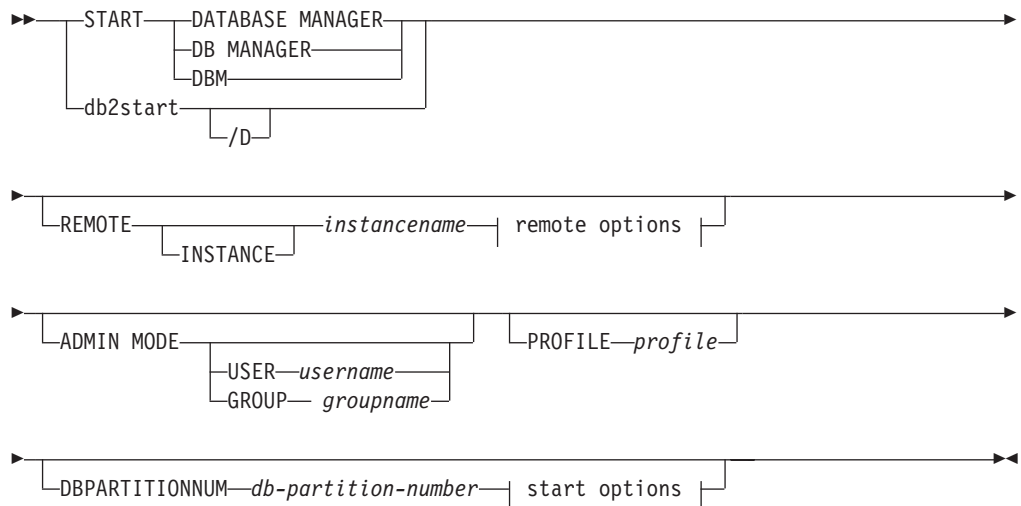 START DATABASE MANAGER
DB MANAGER
DBM
db2start
/D
REMOTE instancename remote options
INSTANCE
ADMIN MODE PROFILE profile
USER username
GROUP groupname
DBPARTITIONNUM db-partition-number start options